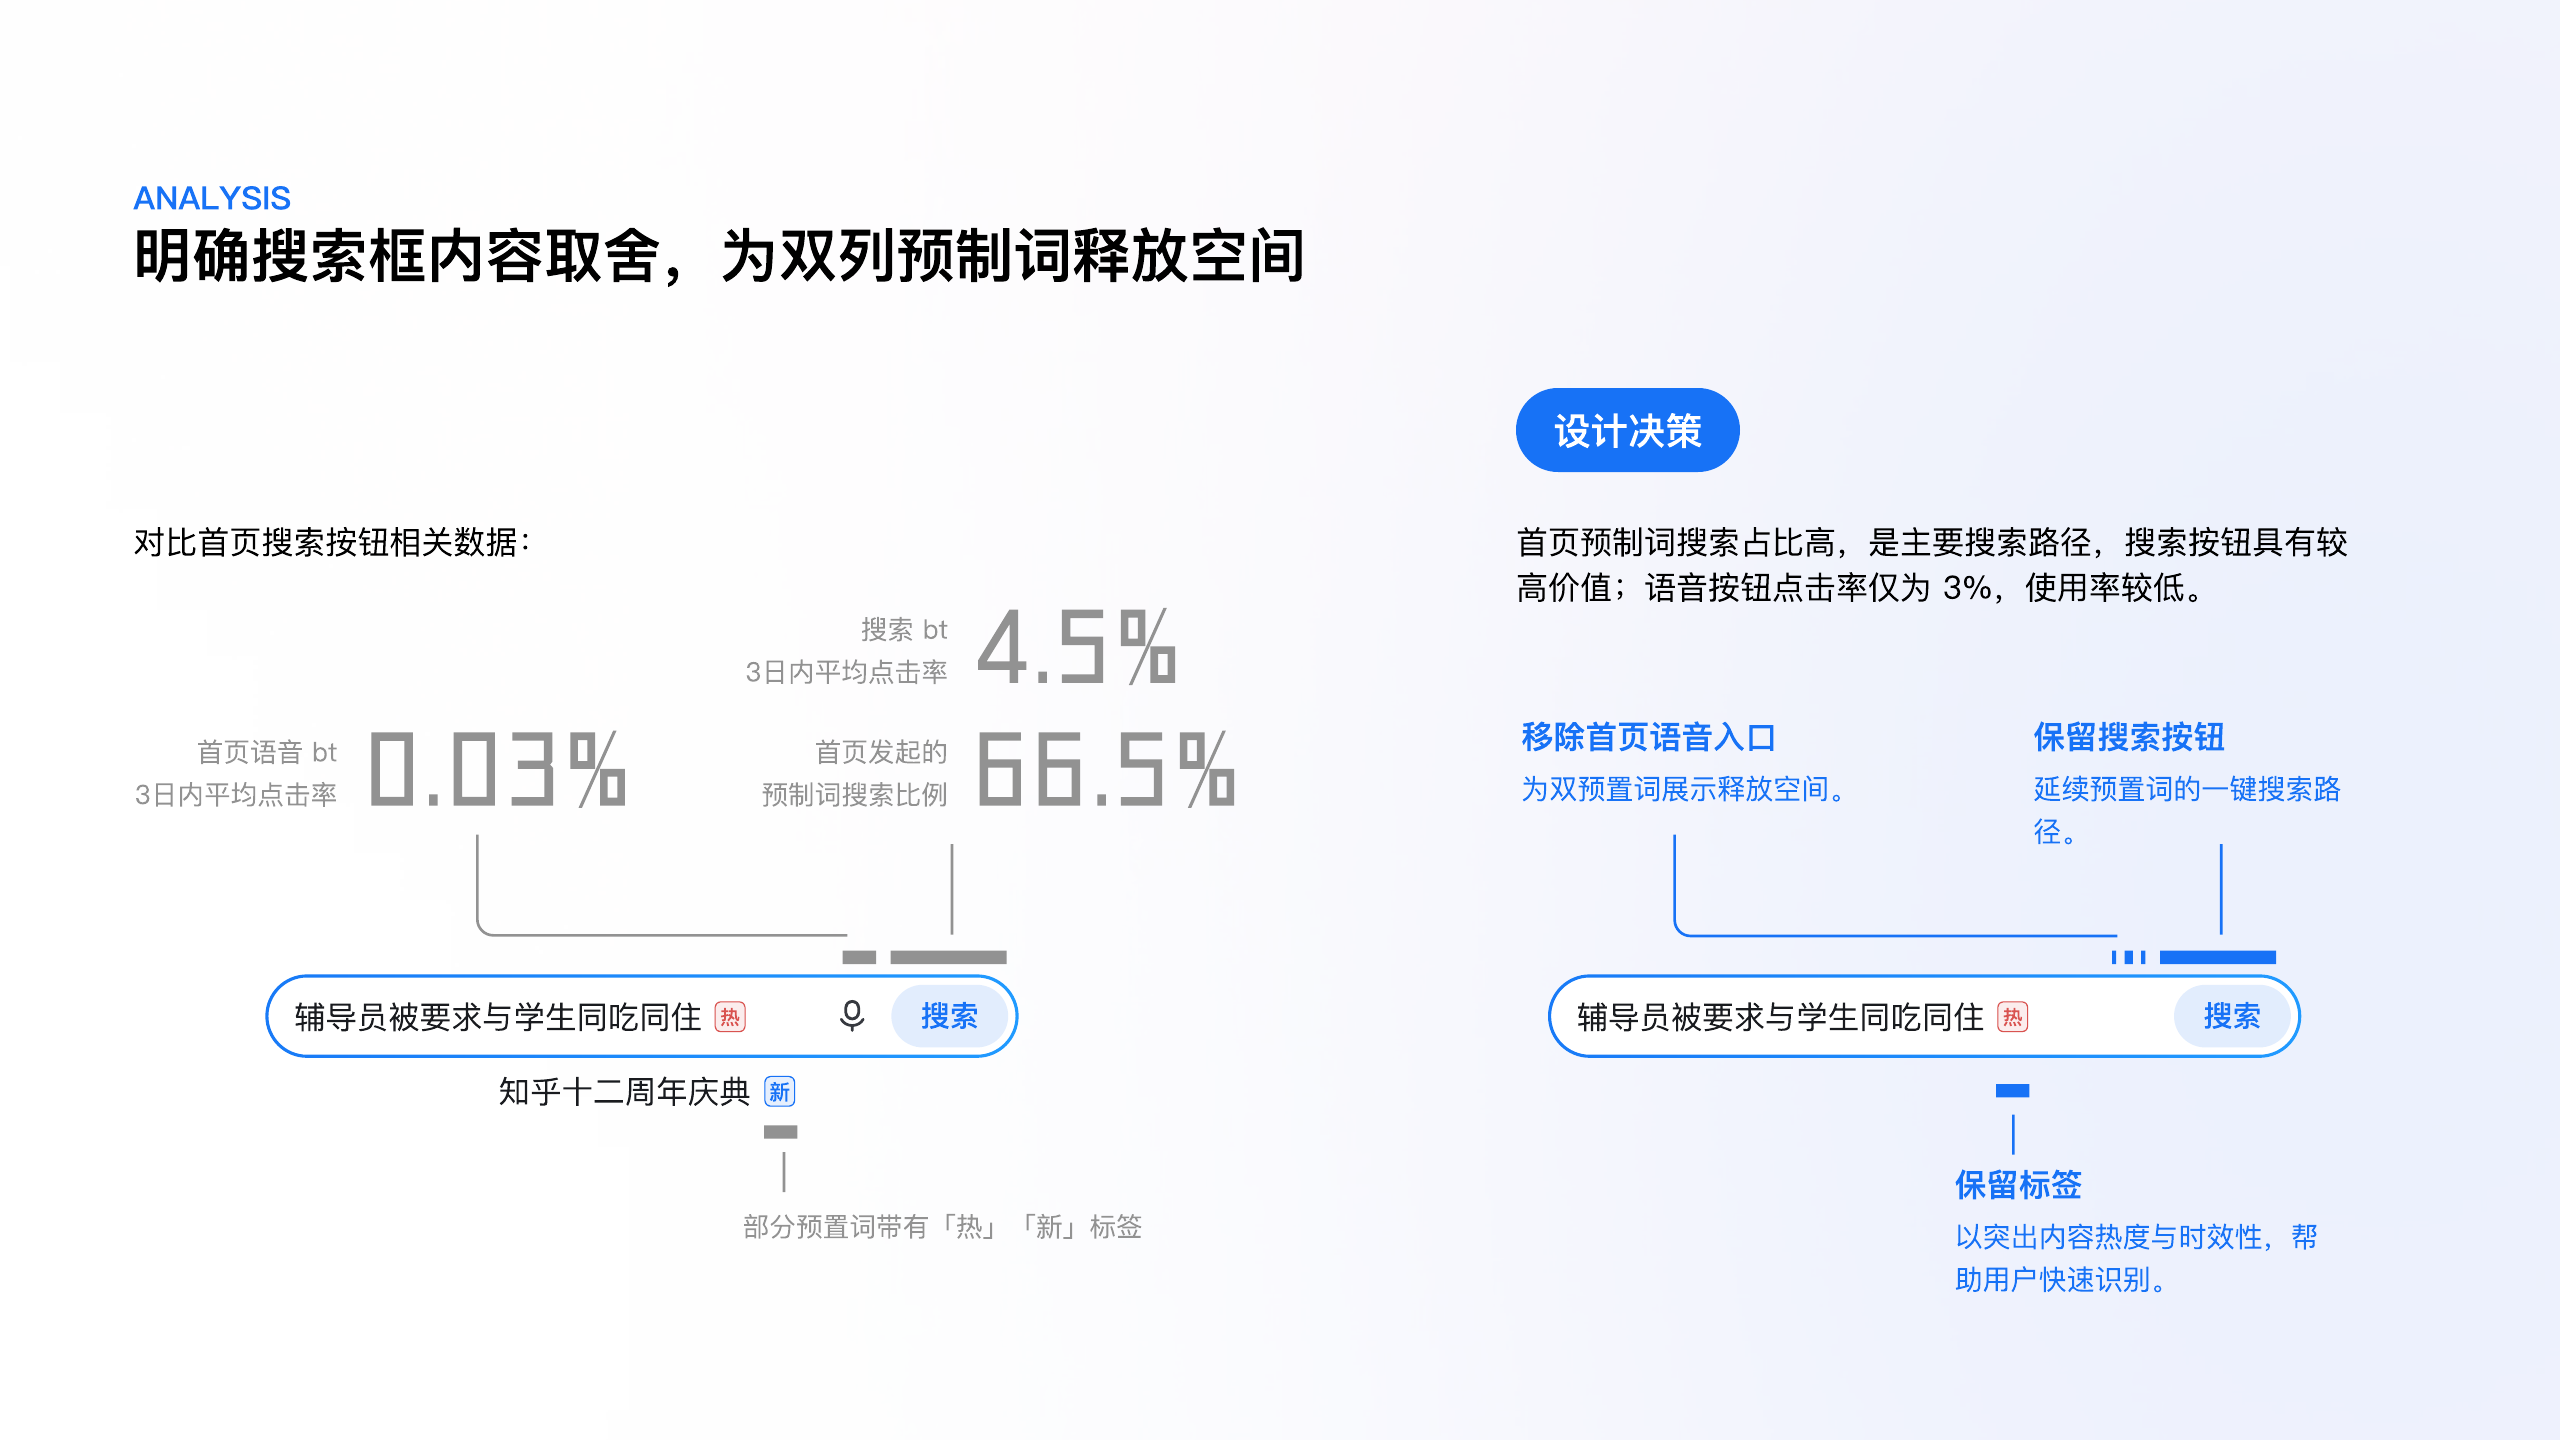 ANALYSIS
明确搜索框内容取舍，为双列预制词释放空间
对比首页搜索按钮相关数据：
搜索 bt
3日内平均点击率
4.5%
首页语音 bt
3日内平均点击率
0.03%
首页发起的
预制词搜索比例
66.5%
辅导员被要求与学生同吃同住 热
搜索
知乎十二周年庆典 新
部分预置词带有「热」「新」标签
设计决策
首页预制词搜索占比高，是主要搜索路径，搜索按钮具有较
高价值；语音按钮点击率仅为 3%，使用率较低。
移除首页语音入口
为双预置词展示释放空间。
保留搜索按钮
延续预置词的一键搜索路
径。
辅导员被要求与学生同吃同住 热
搜索
保留标签
以突出内容热度与时效性，帮
助用户快速识别。